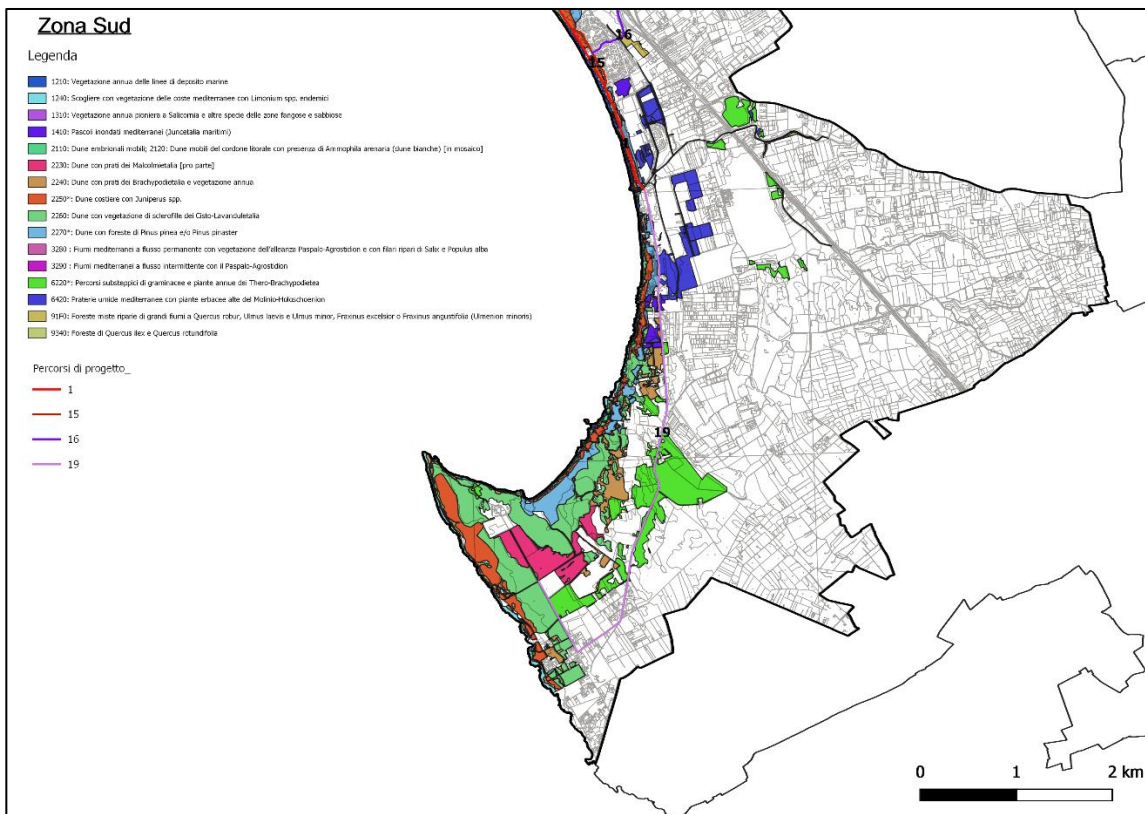 Zona Sud
Legenda
1210: Vegetazione annua delle linee di deposito marine
1240: Scogliere con vegetazione delle coste mediterranee con Limonium spp. endemici
1310: Vegetazione annua pioniera a Salicornia e altre specie delle zone fangose e sabbiose
1410: Pascoli inondati mediterranei (Juncetalia maritimi)
2110: Dune embrionali mobili; 2120: Dune mobili del cordone litorale con presenza di Ammophila arenaria (dune bianche) [in mosaico]
2230: Dune con prati dei Malcolmietalia [pro parte]
2240: Dune con prati dei Brachypodietalia e vegetazione annua
2250*: Dune costiere con Juniperus spp.
2260: Dune con vegetazione di sclerofille dei Cisto-Lavanduletalia
2270*: Dune con foreste di Pinus pinea e/o Pinus pinaster
3280 : Fiumi mediterranei a flusso permanente con vegetazione dell'alleanza Paspalo-Agrostidion e con filari ripari di Salix e Populus alba
3290 : Fiumi mediterranei a flusso intermittente con il Paspalo-Agrostidion
6220*: Percorsi substeppici di graminacee e piante annue dei Thero-Brachypodietea
6420: Praterie umide mediterranee con piante erbacee alte del Molinio-Holoschoenion
91F0: Foreste miste riparie di grandi fiumi a Quercus robur, Ulmus laevis e Ulmus minor, Fraxinus excelsior o Fraxinus angustifolia (Ulmenion minoris)
9340: Foreste di Quercus ilex e Quercus rotundifolia
Percorsi di progetto_
1
15
16
19
16
15
19
0 1 2 km